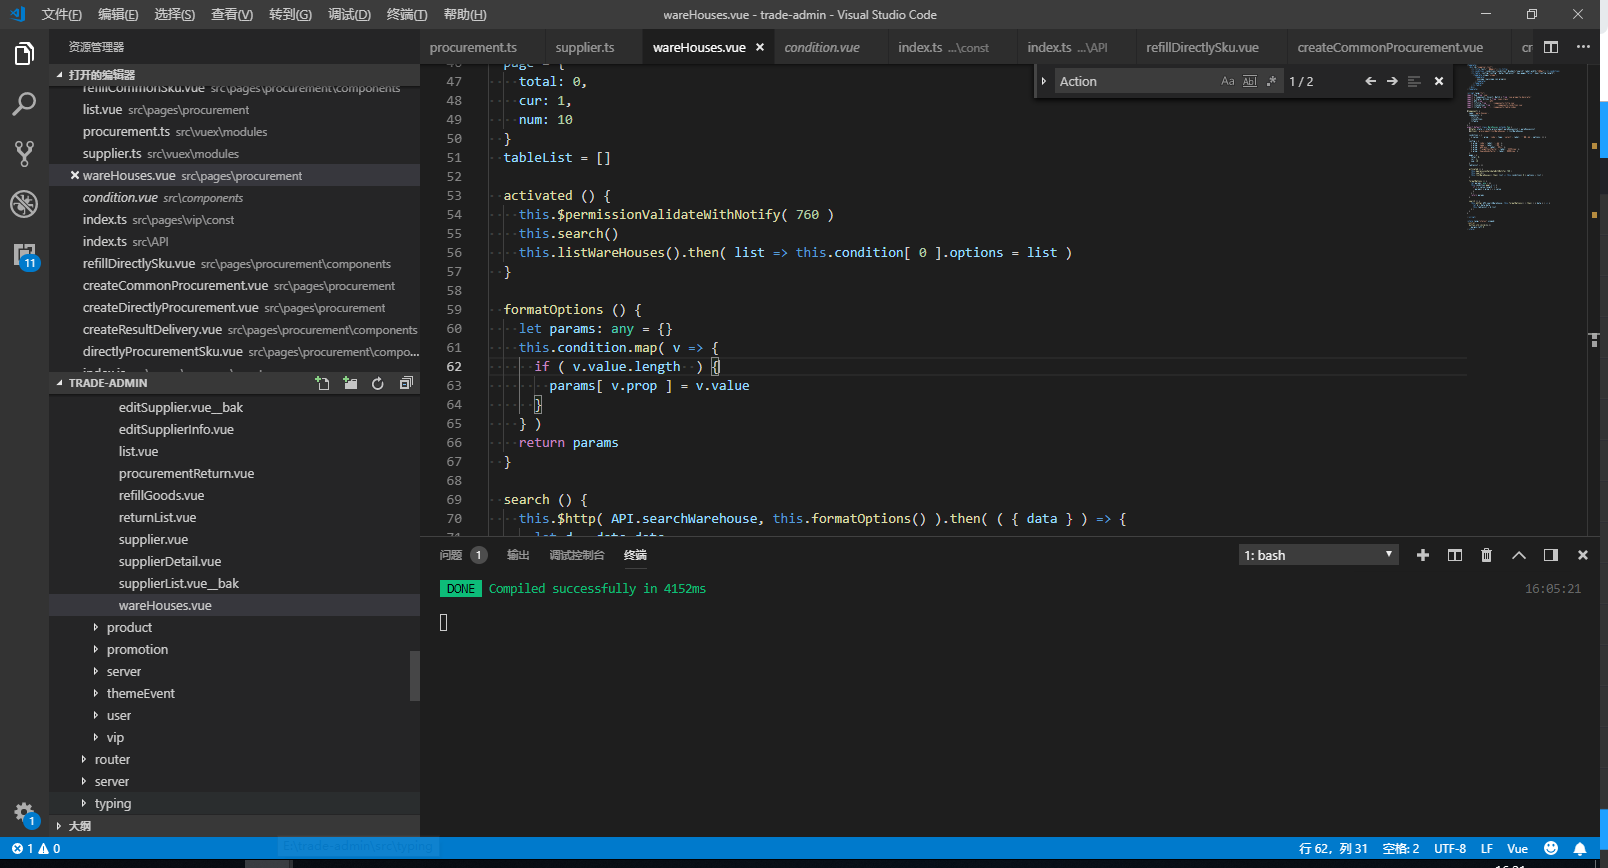 文件(F) 编辑(E) 选择(S) 查看(V) 转到(G) 调试(D) 终端(T) 帮助(H)
wareHouses.vue - trade-admin - Visual Studio Code
资源管理器
打开的编辑器
refillCommonSku.vue src\pages\procurement\components
list.vue src\pages\procurement
procurement.ts src\vuex\modules
supplier.ts src\vuex\modules
wareHouses.vue src\pages\procurement
condition.vue src\components
index.ts src\pages\vip\const
index.ts src\API
refillDirectlySku.vue src\pages\procurement\components
createCommonProcurement.vue src\pages\procurement
createDirectlyProcurement.vue src\pages\procurement
createResultDelivery.vue src\pages\procurement\components
directlyProcurementSku.vue src\pages\procurement\compo...
11
TRADE-ADMIN
editSupplier.vue__bak
editSupplierInfo.vue
list.vue
procurementReturn.vue
refillGoods.vue
returnList.vue
supplier.vue
supplierDetail.vue
supplierList.vue__bak
wareHouses.vue
product
promotion
server
themeEvent
user
vip
router
server
typing
大纲
1
procurement.ts supplier.ts wareHouses.vue condition.vue index.ts ...\const index.ts ...\API refillDirectlySku.vue createCommonProcurement.vue cr
Action Aa Abl .* 1 / 2
46 page = {
47 total: 0,
48 cur: 1,
49 num: 10
50 }
51 tableList = []
52
53 activated () {
54 this.$permissionValidateWithNotify( 760 )
55 this.search()
56 this.listWareHouses().then( list => this.condition[ 0 ].options = list )
57 }
58
59 formatOptions () {
60 let params: any = {}
61 this.condition.map( v => {
62 if ( v.value.length  ) {
63 params[ v.prop ] = v.value
64 }
65 } )
66 return params
67 }
68
69 search () {
70 this.$http( API.searchWarehouse, this.formatOptions() ).then( ( { data } ) => {
问题 1 输出 调试控制台 终端
1: bash
DONE Compiled successfully in 4152ms
16:05:21
1 0
E:\trade-admin\src\typing
行 62，列 31 空格: 2 UTF-8 LF Vue